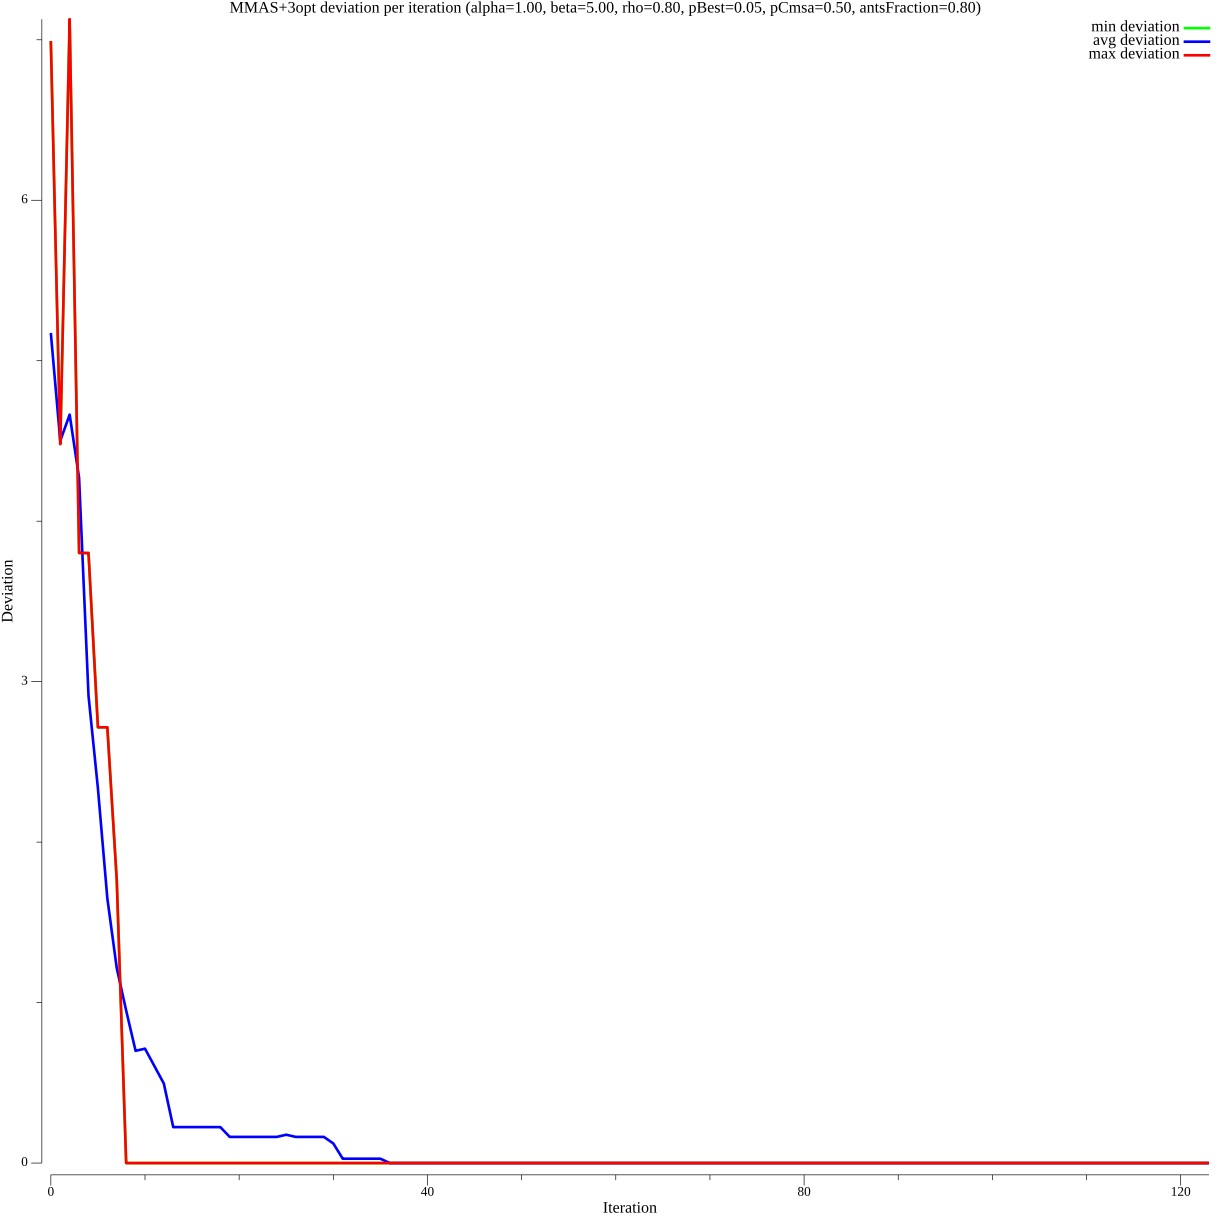 MMAS+3opt deviation per iteration (alpha=1.00, beta=5.00, rho=0.80, pBest=0.05, pCmsa=0.50, antsFraction=0.80)
min deviation
avg deviation
max deviation
6
3
0
Deviation
0 40 80 120
Iteration